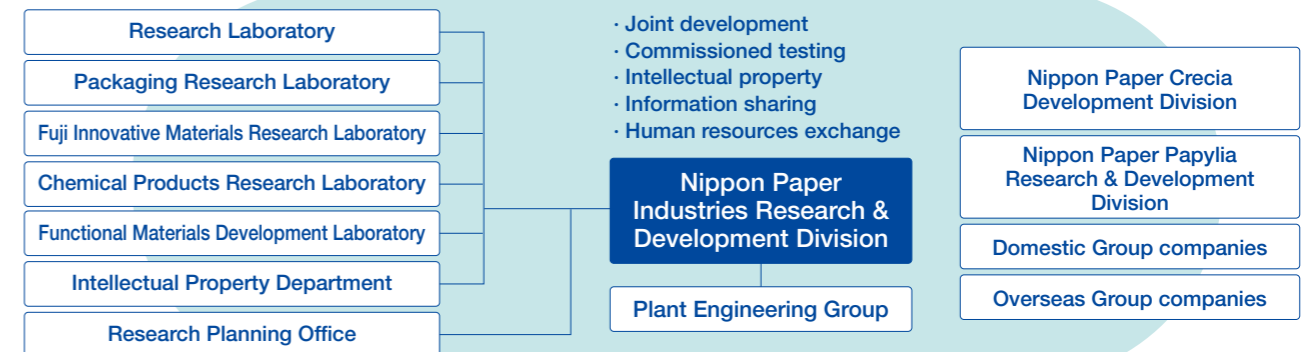 Research Laboratory
Packaging Research Laboratory
Fuji Innovative Materials Research Laboratory
Chemical Products Research Laboratory
Functional Materials Development Laboratory
Intellectual Property Department
Research Planning Office
· Joint development
· Commissioned testing
· Intellectual property
· Information sharing
· Human resources exchange
Nippon Paper
Industries Research &
Development Division
Plant Engineering Group
Nippon Paper Crecia
Development Division
Nippon Paper Papylia
Research & Development
Division
Domestic Group companies
Overseas Group companies